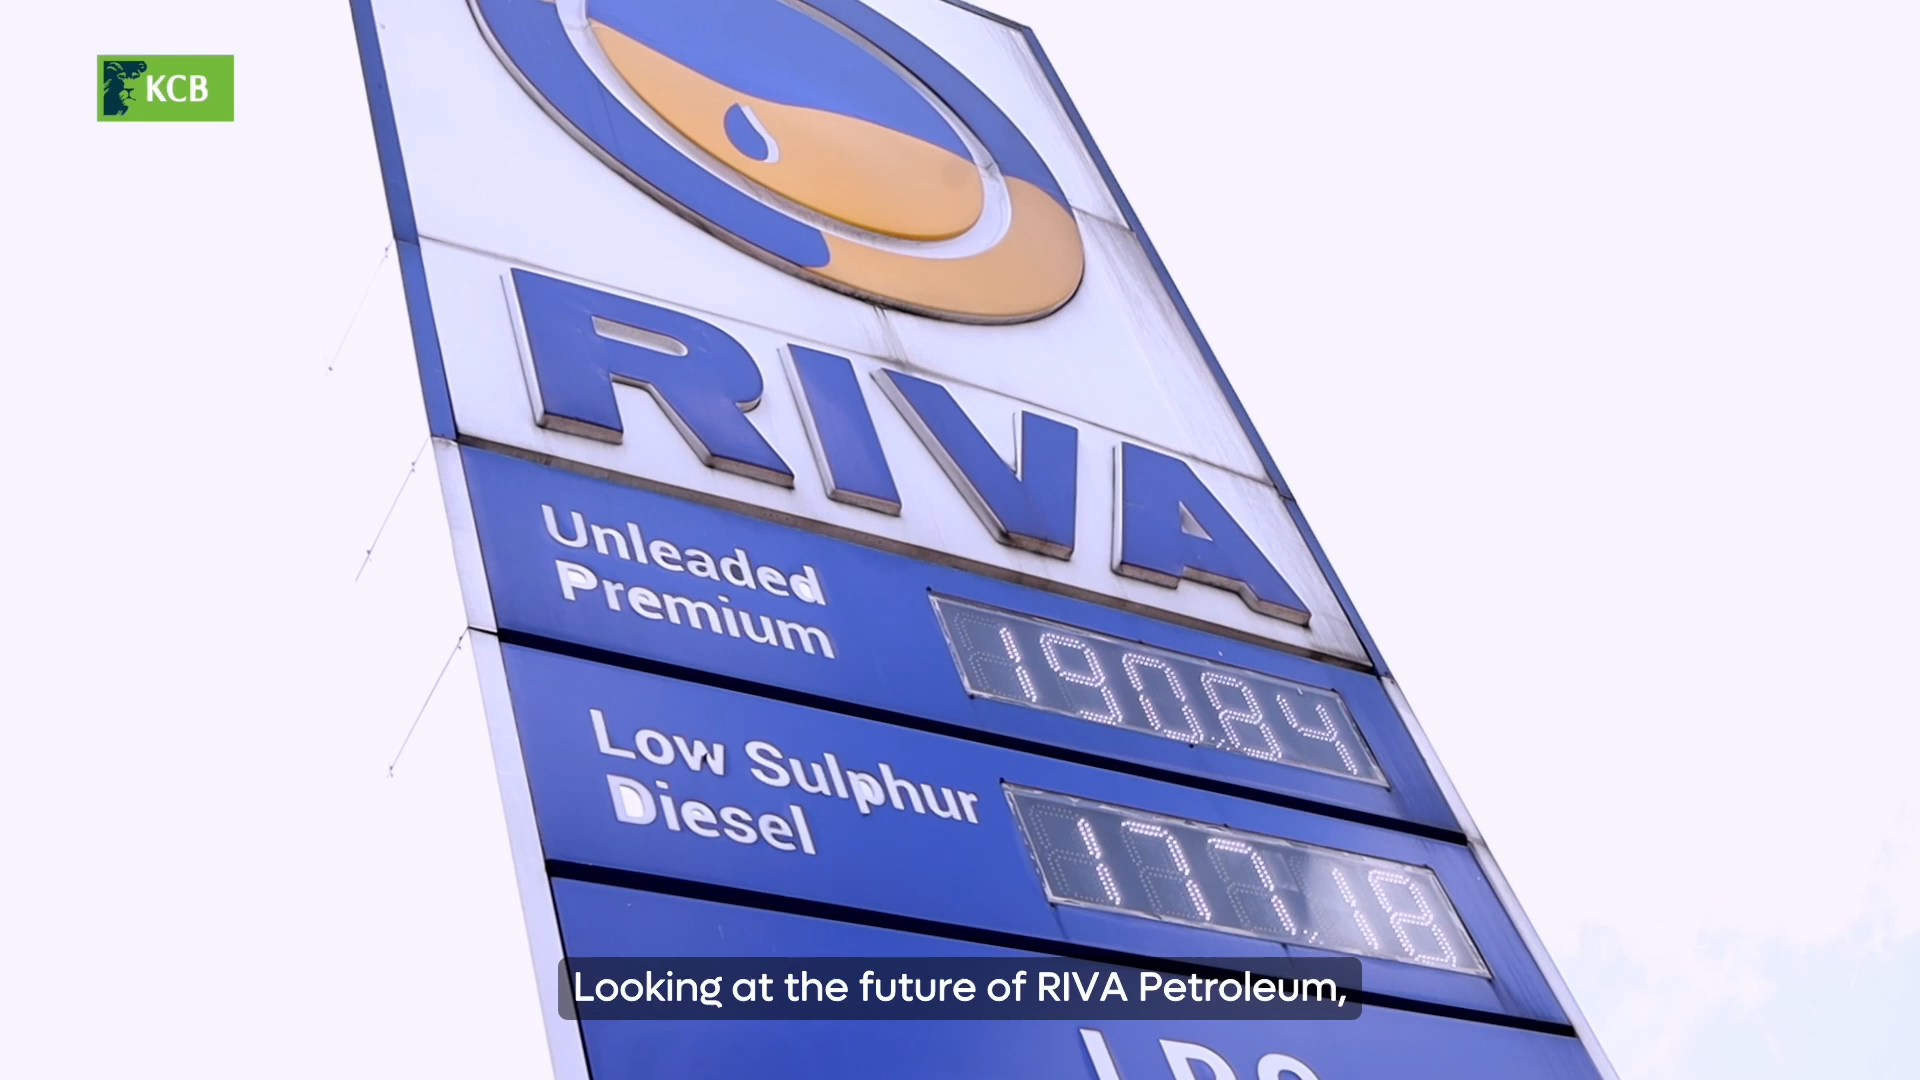 KCB
RIVA
Unleaded
Premium
190.84
Low Sulphur
Diesel
177.18
Looking at the future of RIVA Petroleum,